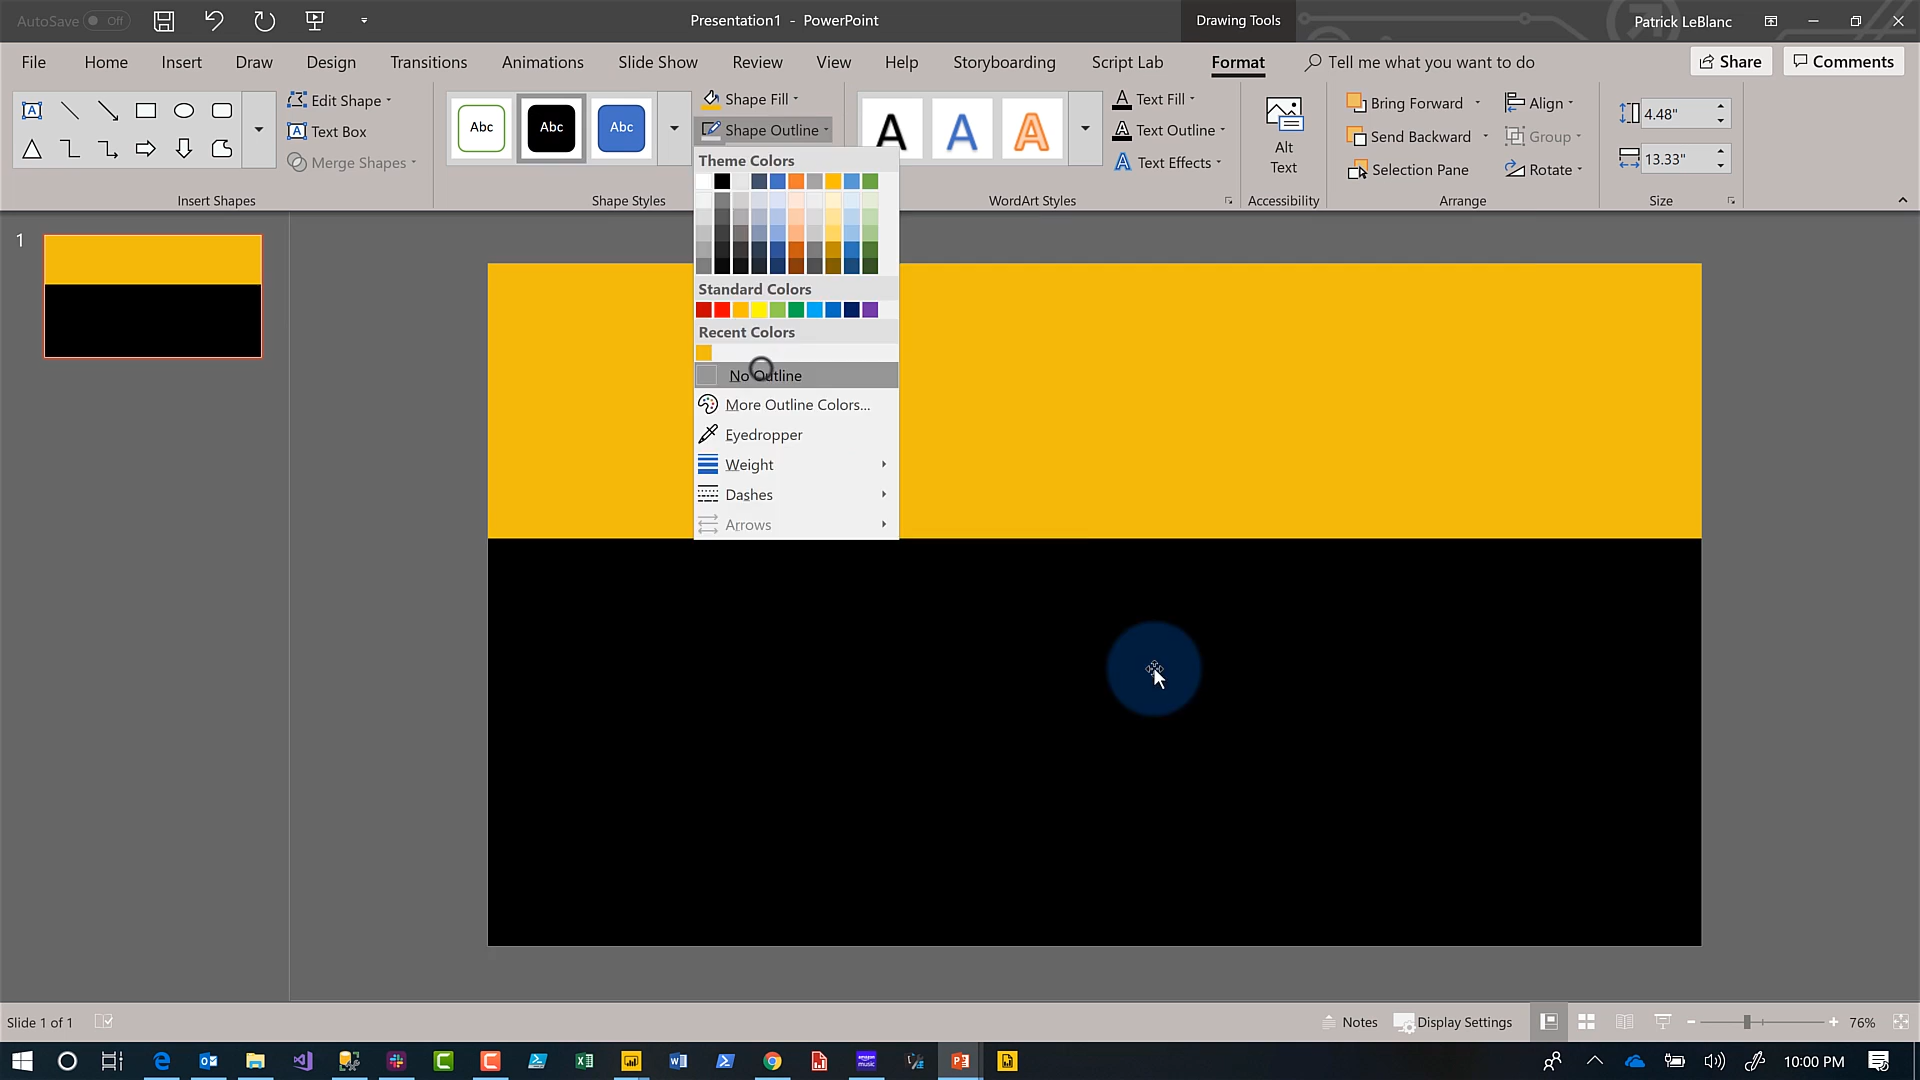 AutoSave Off
Presentation1 - PowerPoint
Drawing Tools
Patrick LeBlanc
File Home Insert Draw Design Transitions Animations Slide Show Review View Help Storyboarding Script Lab Format Tell me what you want to do Share Comments
Edit Shape
Text Box
Merge Shapes
Insert Shapes
Abc Abc Abc
Shape Fill
Shape Outline
Shape Styles
A A A
Text Fill
Text Outline
Text Effects
WordArt Styles
Alt
Text
Accessibility
Bring Forward
Send Backward
Selection Pane
Align
Group
Rotate
Arrange
4.48"
13.33"
Size
Theme Colors
Standard Colors
Recent Colors
No Outline
More Outline Colors...
Eyedropper
Weight
Dashes
Arrows
1
Slide 1 of 1
Notes
Display Settings
76%
10:00 PM